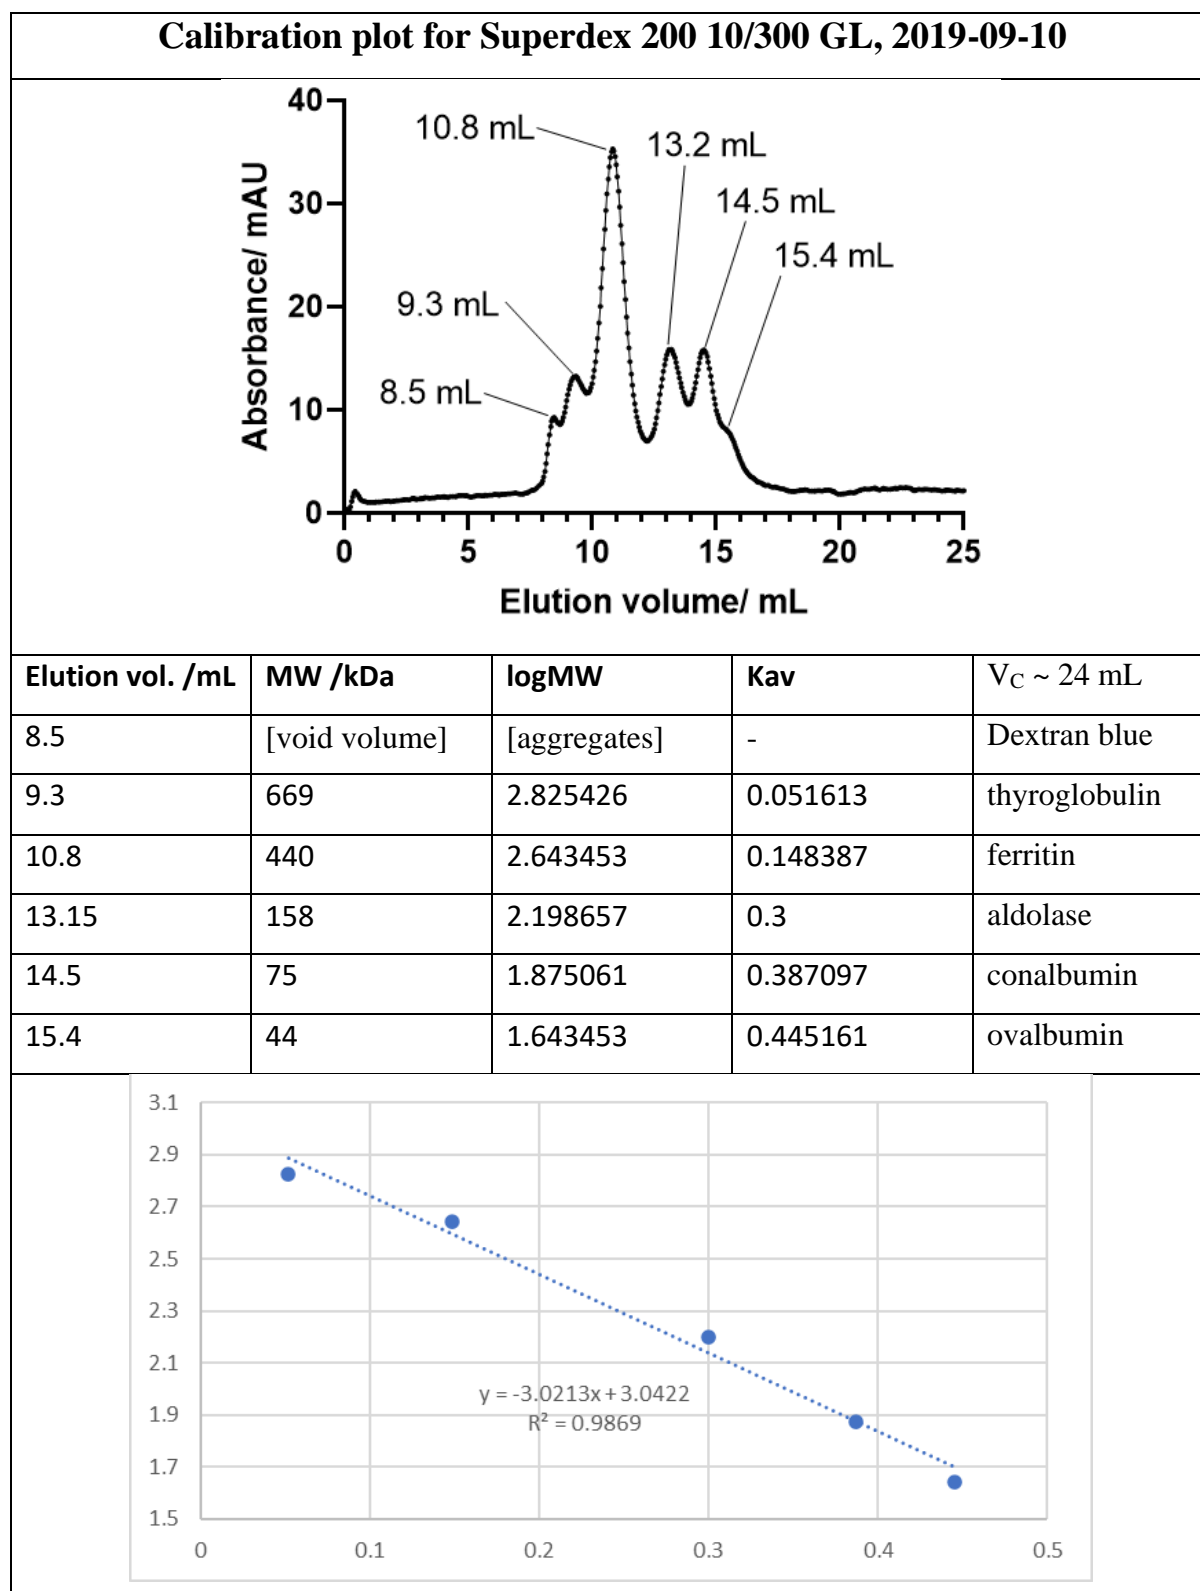 Calibration plot for Superdex 200 10/300 GL, 2019-09-10
40
30
20
10
0
Absorbance/ mAU
10.8 mL
13.2 mL
14.5 mL
15.4 mL
9.3 mL
8.5 mL
0 5 10 15 20 25
Elution volume/ mL
Elution vol. /mL MW /kDa logMW Kav VC ~ 24 mL
8.5 [void volume] [aggregates] - Dextran blue
9.3 669 2.825426 0.051613 thyroglobulin
10.8 440 2.643453 0.148387 ferritin
13.15 158 2.198657 0.3 aldolase
14.5 75 1.875061 0.387097 conalbumin
15.4 44 1.643453 0.445161 ovalbumin
3.1
2.9
2.7
2.5
2.3
2.1
1.9
1.7
1.5
y = -3.0213x + 3.0422
R² = 0.9869
0 0.1 0.2 0.3 0.4 0.5